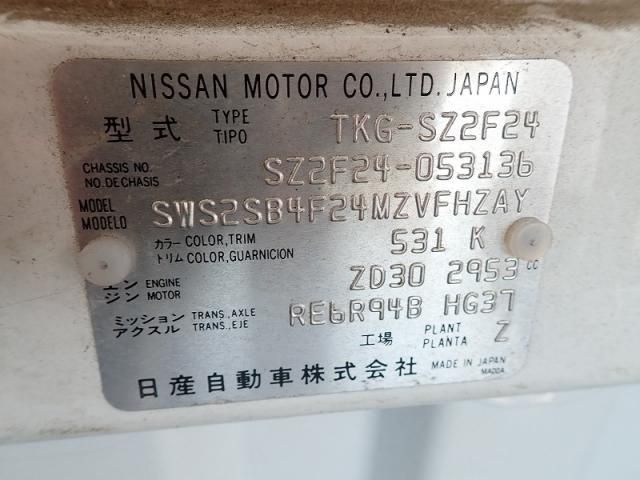 NISSAN MOTOR CO.,LTD. JAPAN
型式 TYPE TIPO TKG-SZ2F24
CHASSIS NO. NO. DE CHASIS SZ2F24-053136
MODEL MODELO SWS2SB4F24MZVFHZAY
カラー COLOR,TRIM
トリム COLOR,GUARNICION 531 K
エンジン ENGINE MOTOR ZD30 2953 cc
ミッション TRANS.,AXLE
アクスル TRANS.,EJE RE6R94B HG37
工場 PLANT PLANTA Z
日産自動車株式会社 MADE IN JAPAN